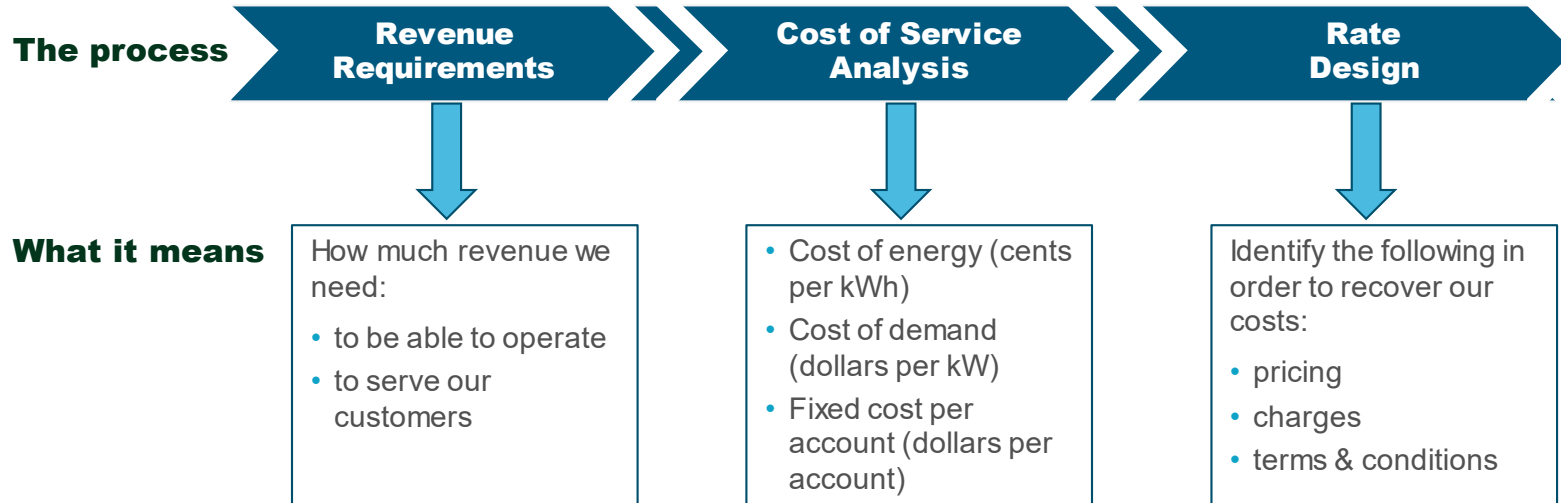 The process
Revenue
Requirements
Cost of Service
Analysis
Rate
Design
What it means
How much revenue we
need:
• to be able to operate
• to serve our
customers
• Cost of energy (cents
per kWh)
• Cost of demand
(dollars per kW)
• Fixed cost per
account (dollars per
account)
Identify the following in
order to recover our
costs:
• pricing
• charges
• terms & conditions